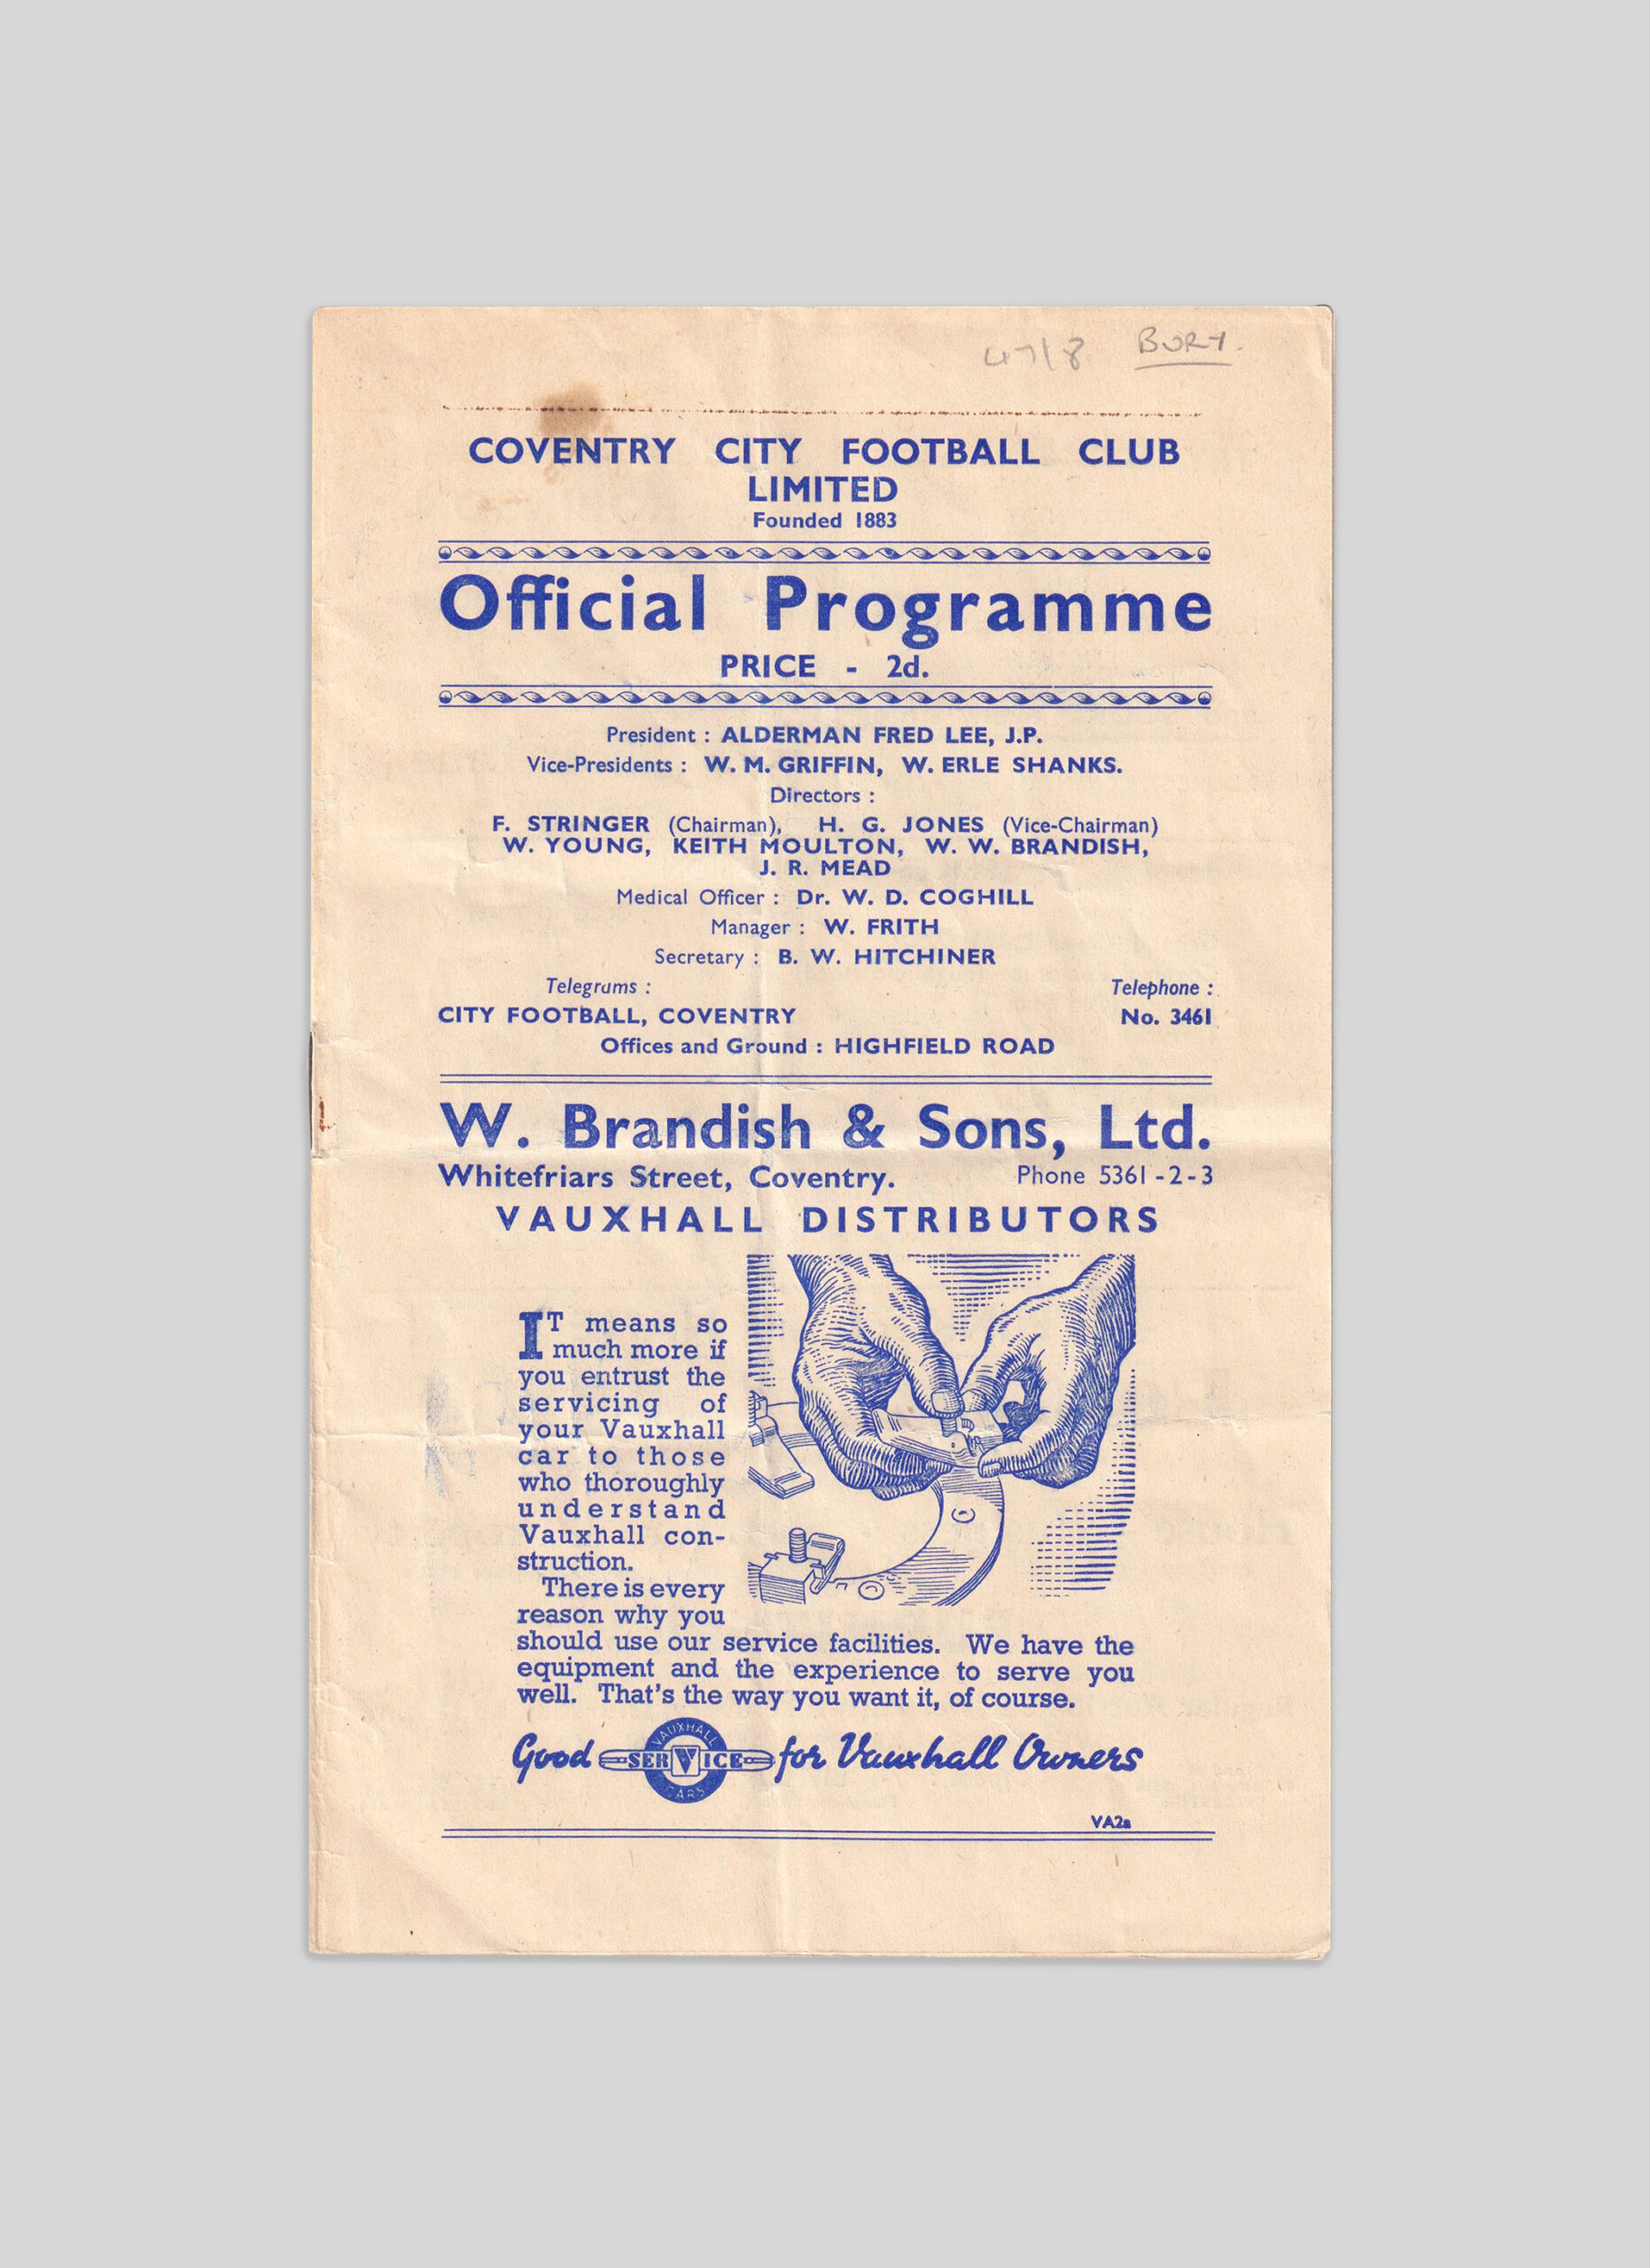 47/8 BURY.
COVENTRY CITY FOOTBALL CLUB
LIMITED
Founded 1883
Official Programme
PRICE - 2d.
President : ALDERMAN FRED LEE, J.P.
Vice-Presidents : W. M. GRIFFIN, W. ERLE SHANKS.
Directors :
F. STRINGER (Chairman), H. G. JONES (Vice-Chairman)
W. YOUNG, KEITH MOULTON, W. W. BRANDISH,
J. R. MEAD
Medical Officer : Dr. W. D. COGHILL
Manager : W. FRITH
Secretary : B. W. HITCHINER
Telegrams : Telephone :
CITY FOOTBALL, COVENTRY No. 3461
Offices and Ground : HIGHFIELD ROAD
W. Brandish & Sons, Ltd.
Whitefriars Street, Coventry. Phone 5361-2-3
VAUXHALL DISTRIBUTORS
IT means so
much more if
you entrust the
servicing of
your Vauxhall
car to those
who thoroughly
understand
Vauxhall con-
struction.
There is every
reason why you
should use our service facilities. We have the
equipment and the experience to serve you
well. That's the way you want it, of course.
Good VAUXHALL SERVICE CARS for Vauxhall Owners
VA2a